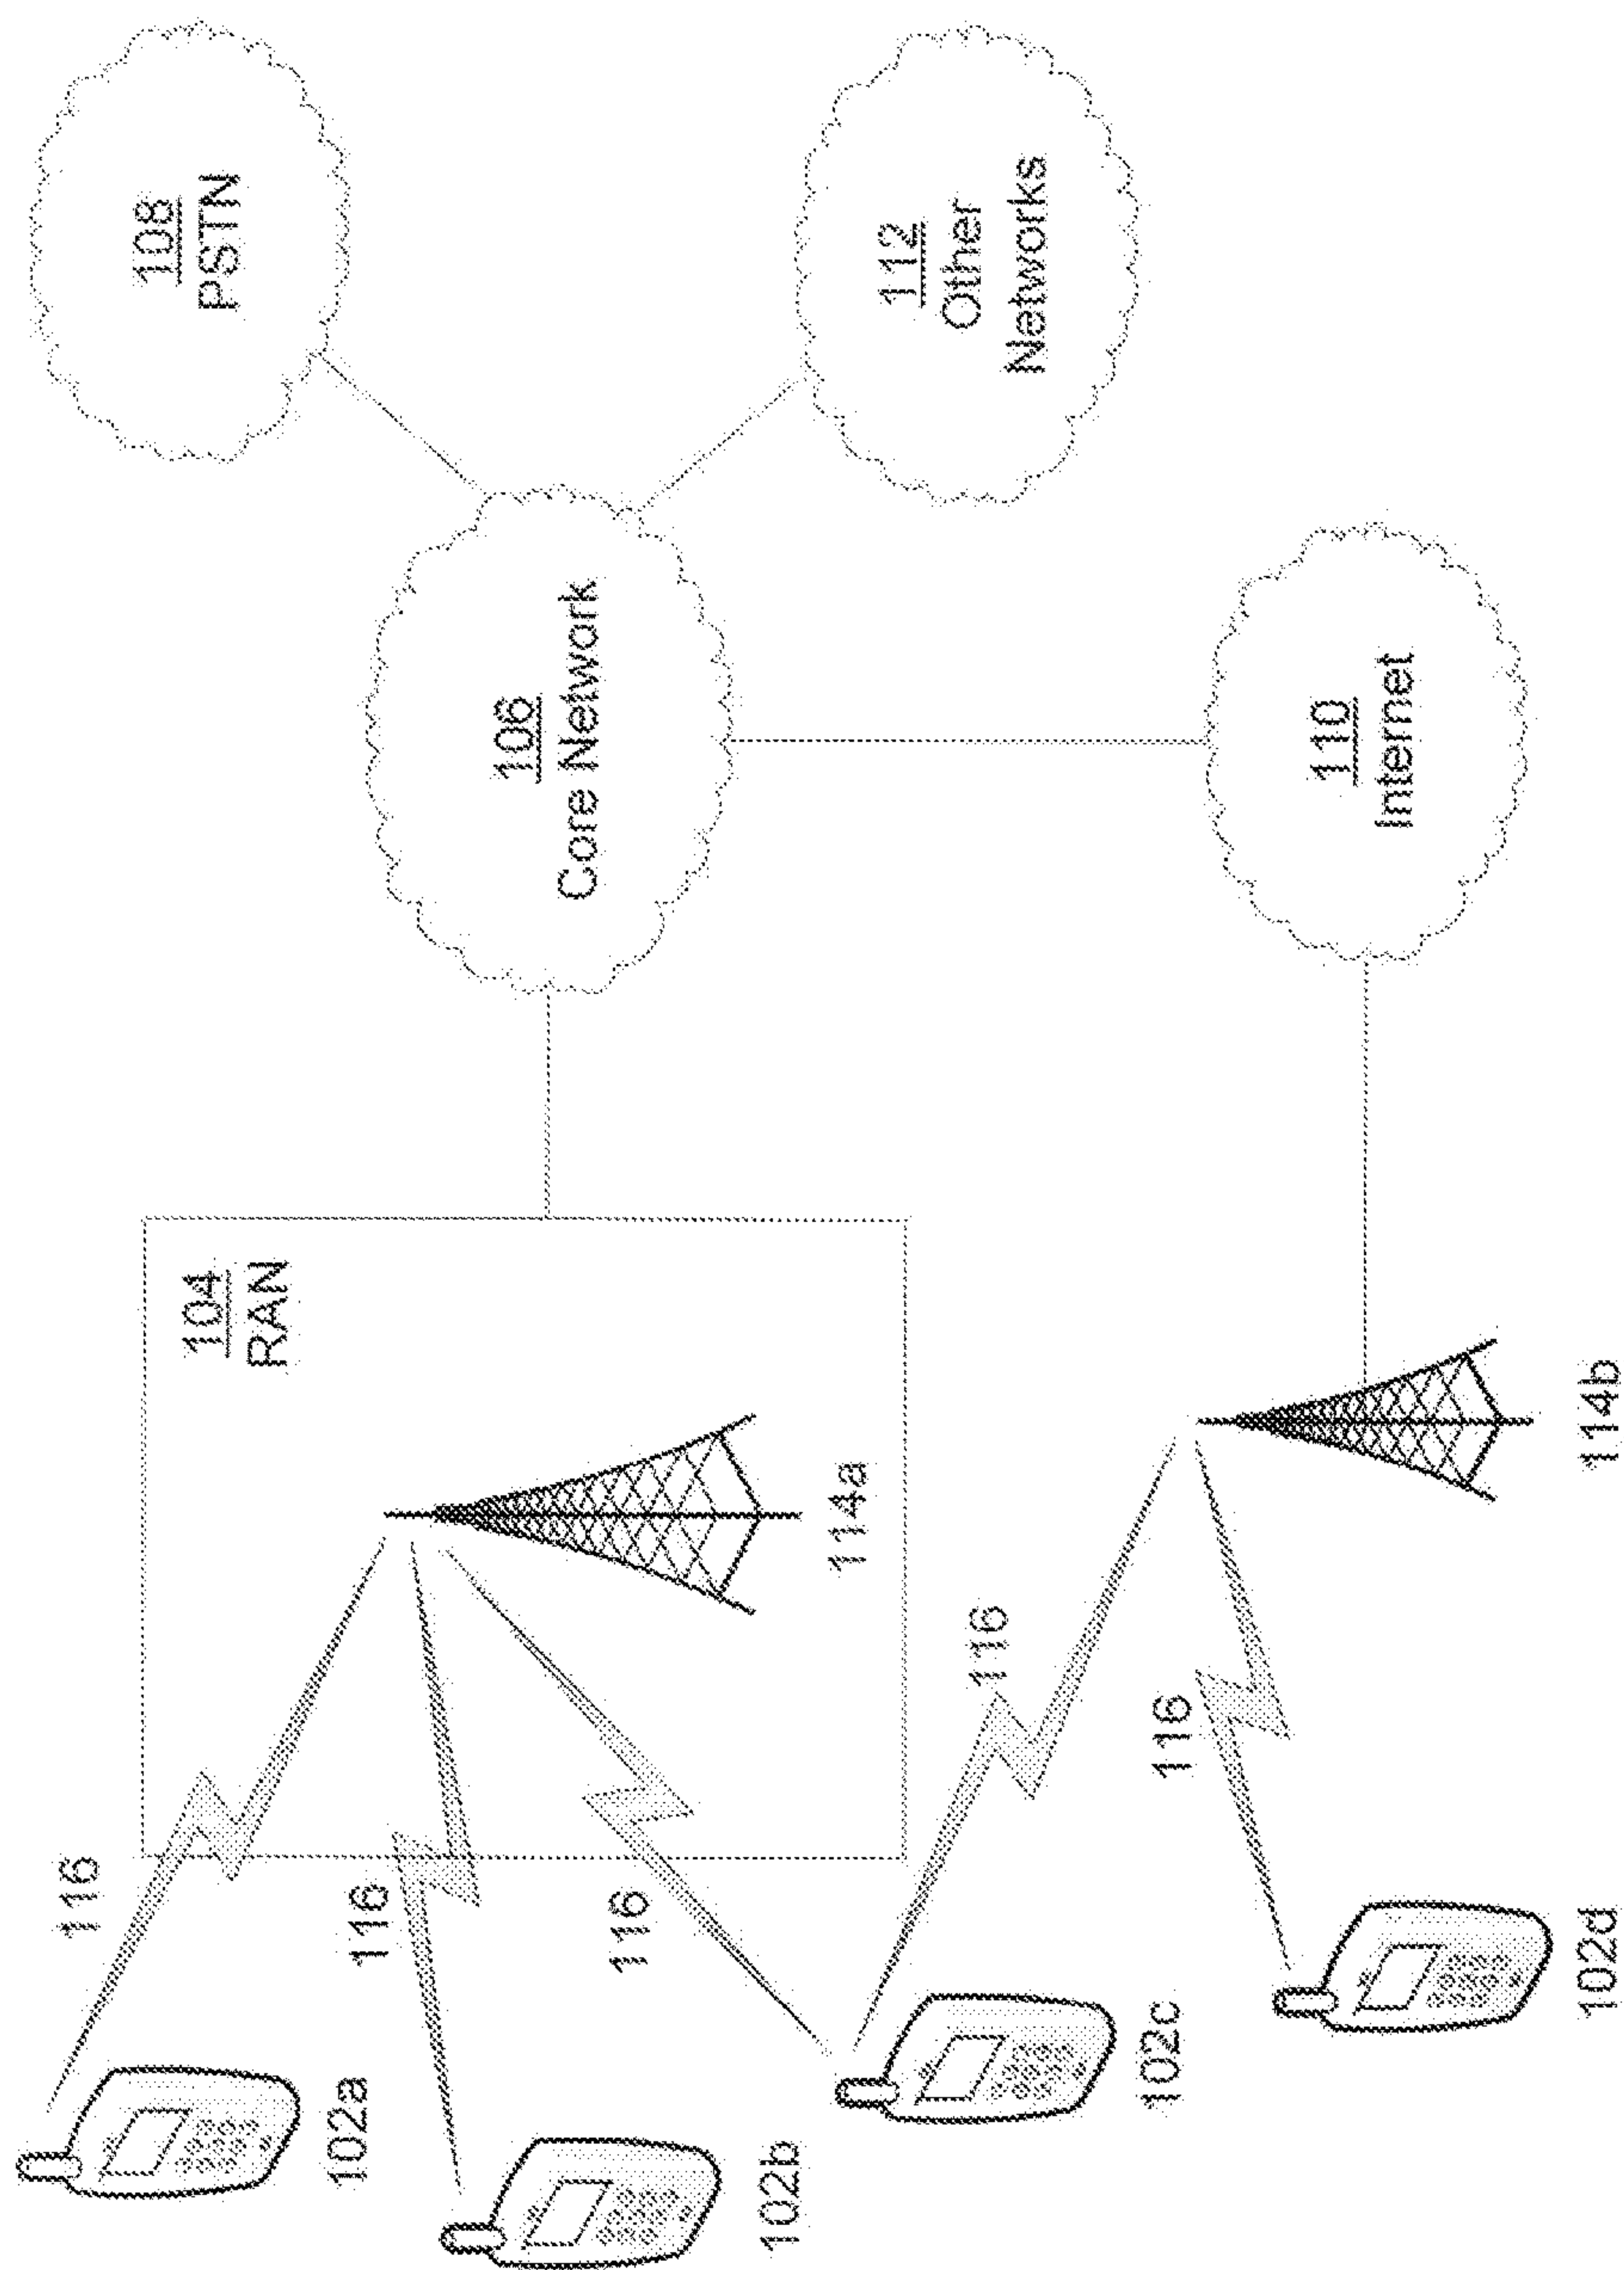 108
PSTN
106
Core Network
112
Other
Networks
104
RAN
110
Internet
114a
114b
116
116
116
116
116
102a
102b
102c
102d